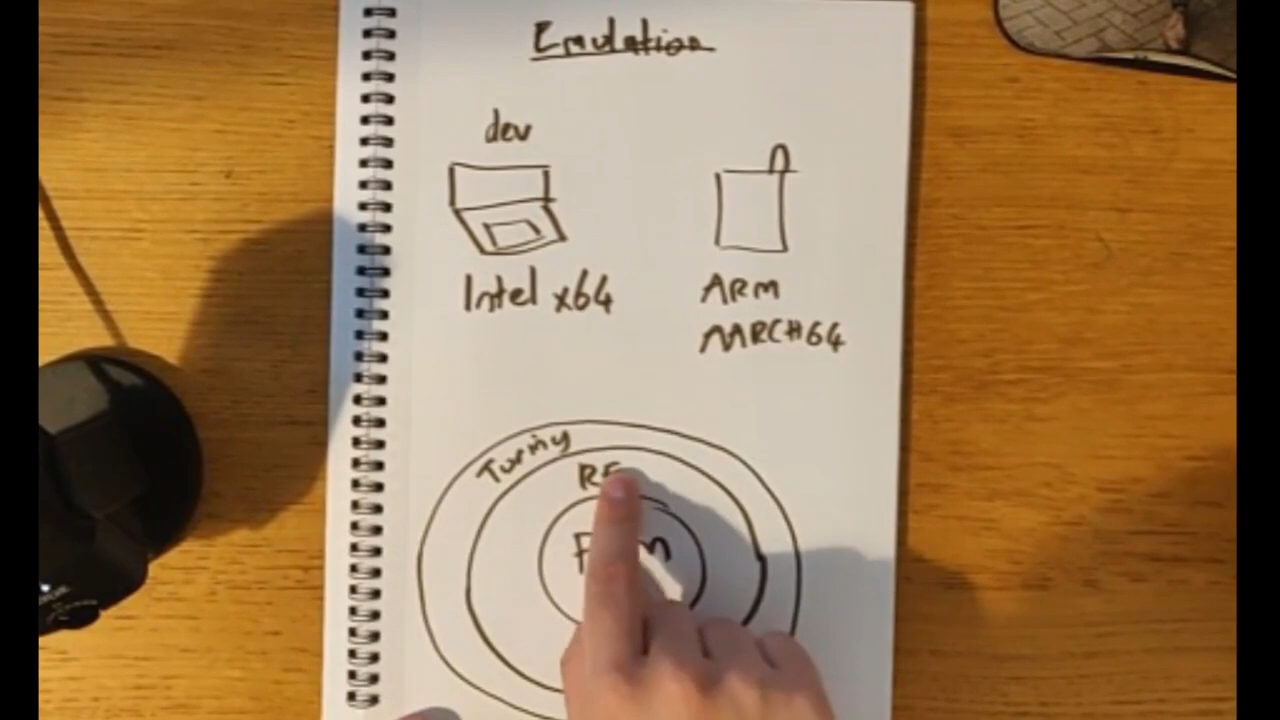 Emulation
dev
Intel x64
ARM
AARCH64
Turing